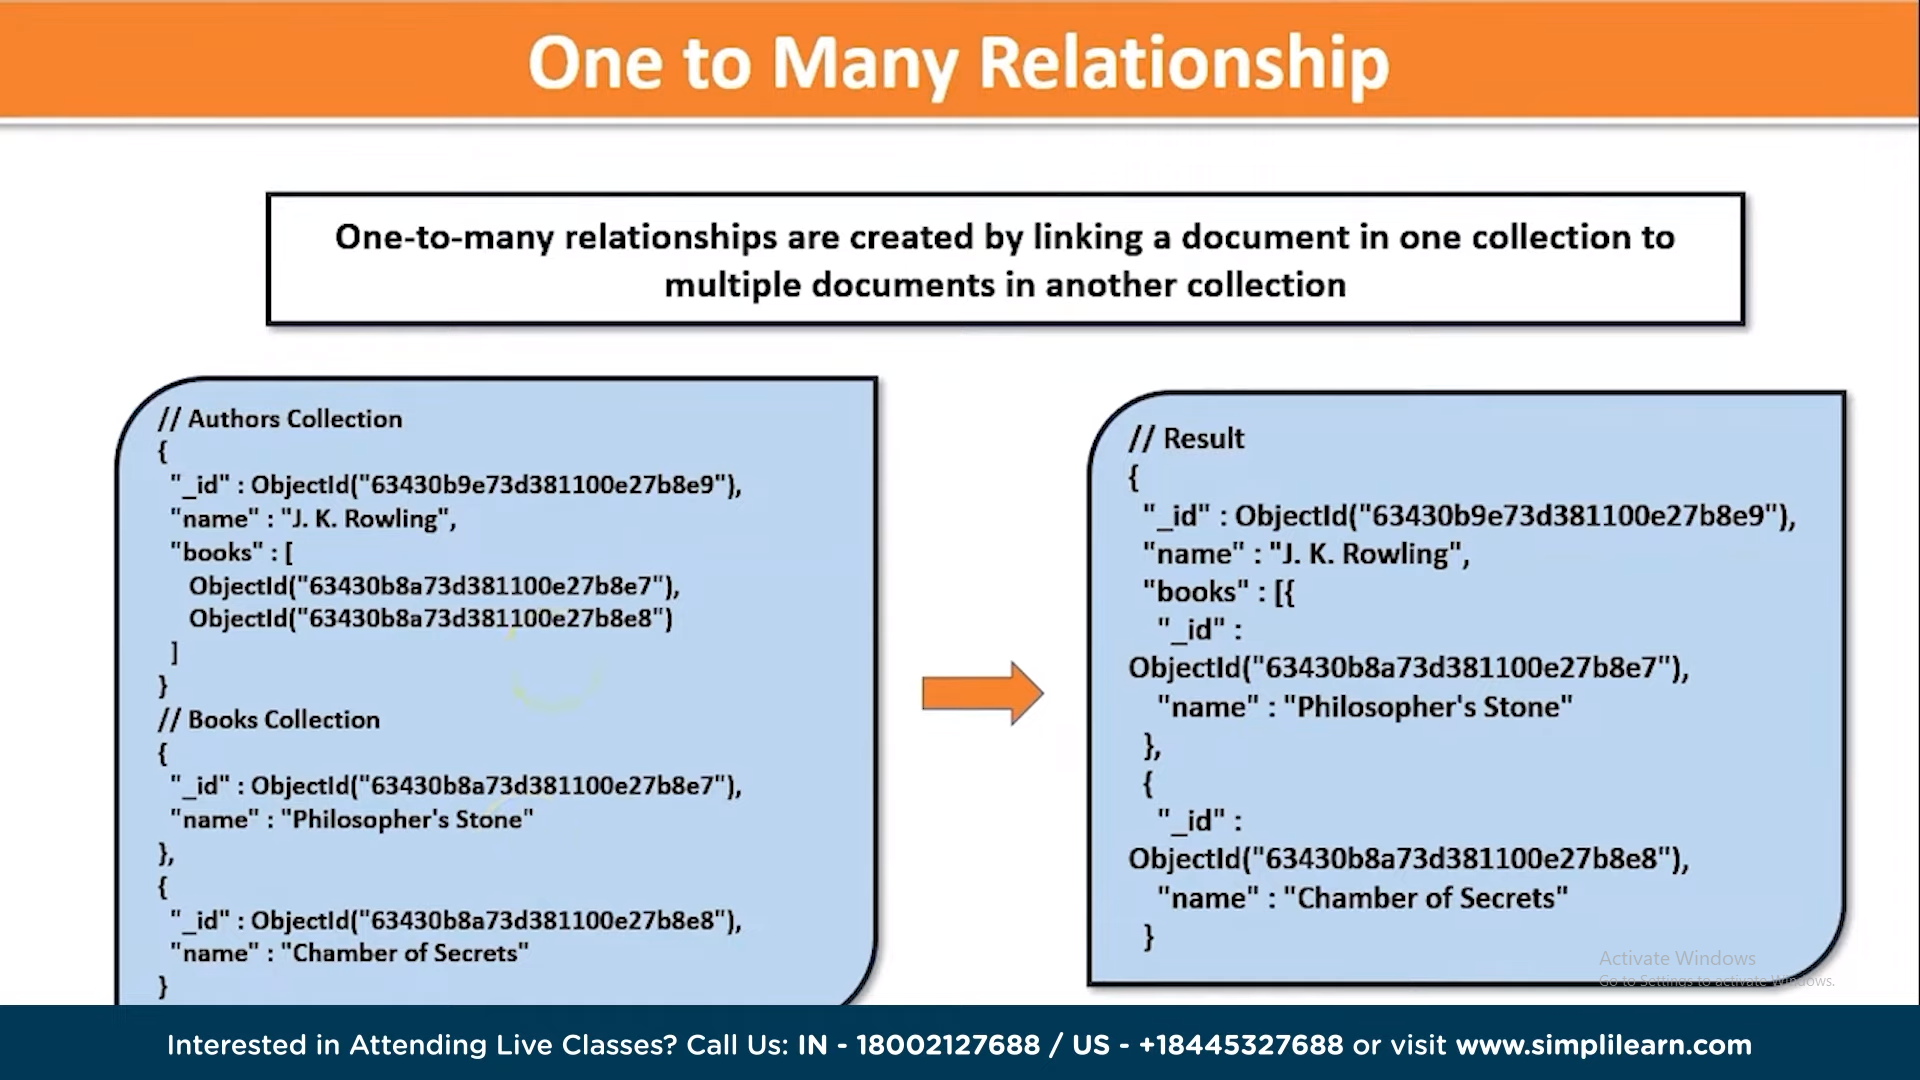 One to Many Relationship
One-to-many relationships are created by linking a document in one collection to
multiple documents in another collection
// Authors Collection
{
"_id" : ObjectId("63430b9e73d381100e27b8e9"),
"name" : "J. K. Rowling",
"books" : [
ObjectId("63430b8a73d381100e27b8e7"),
ObjectId("63430b8a73d381100e27b8e8")
]
}
// Books Collection
{
"_id" : ObjectId("63430b8a73d381100e27b8e7"),
"name" : "Philosopher's Stone"
},
{
"_id" : ObjectId("63430b8a73d381100e27b8e8"),
"name" : "Chamber of Secrets"
}
// Result
{
"_id" : ObjectId("63430b9e73d381100e27b8e9"),
"name" : "J. K. Rowling",
"books" : [{
"_id" :
ObjectId("63430b8a73d381100e27b8e7"),
"name" : "Philosopher's Stone"
},
{
"_id" :
ObjectId("63430b8a73d381100e27b8e8"),
"name" : "Chamber of Secrets"
}
Activate Windows
Go to Settings to activate Windows.
Interested in Attending Live Classes? Call Us: IN - 18002127688 / US - +18445327688 or visit www.simplilearn.com